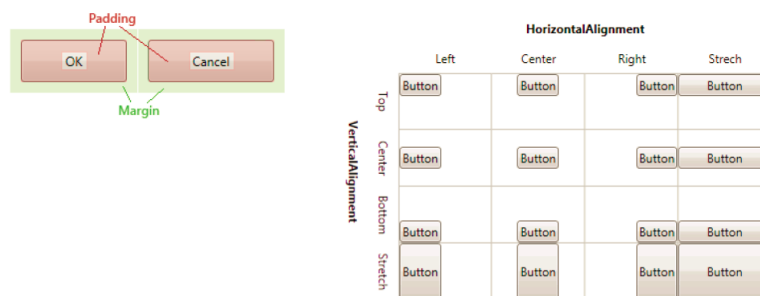 Padding
OK
Cancel
Margin
HorizontalAlignment
Left Center Right Strech
VerticalAlignment
Top
Button Button Button Button
Center
Button Button Button Button
Bottom
Button Button Button Button
Stretch
Button Button Button Button